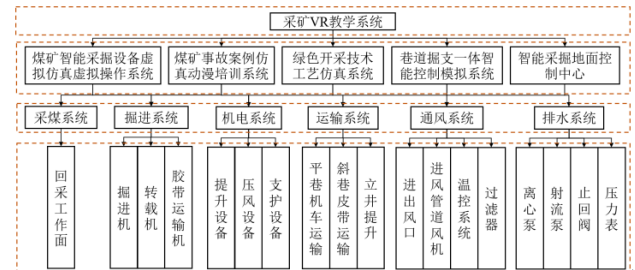 采矿VR教学系统
煤矿智能采掘设备虚
拟仿真虚拟操作系统
煤矿事故案例仿
真动漫培训系统
绿色开采技术
工艺仿真系统
巷道掘支一体智
能控制模拟系统
智能采掘地面控
制中心
采煤系统
掘进系统
机电系统
运输系统
通风系统
排水系统
回采工作面
掘进机
转载机
胶带运输机
提升设备
压风设备
支护设备
平巷机车运输
斜巷皮带运输
立井提升
进出风口
进风管道风机
温控系统
过滤器
离心泵
射流泵
止回阀
压力表